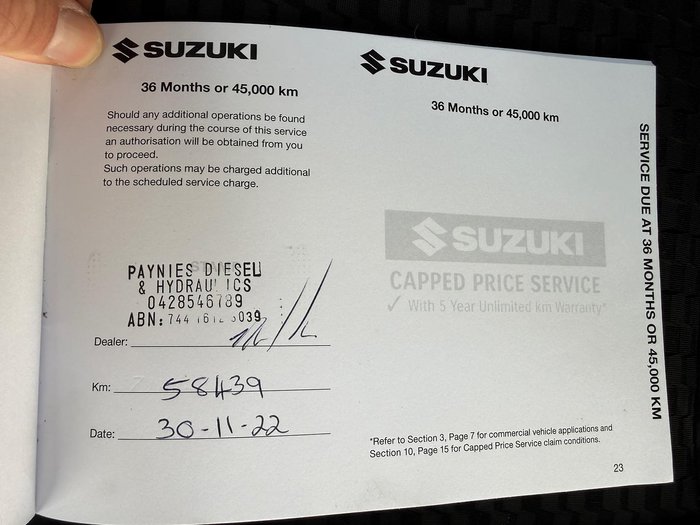 SUZUKI
36 Months or 45,000 km
Should any additional operations be found
necessary during the course of this service
an authorisation will be obtained from you
to proceed.
Such operations may be charged additional
to the scheduled service charge.
PAYNIES DIESEL
& HYDRAULICS
0428546789
ABN:
Dealer:
Km: 58439
Date: 30-11-22
SUZUKI
36 Months or 45,000 km
SUZUKI
CAPPED PRICE SERVICE
✓ With 5 Year Unlimited km Warranty*
*Refer to Section 3, Page 7 for commercial vehicle applications and
Section 10, Page 15 for Capped Price Service claim conditions.
23
SERVICE DUE AT 36 MONTHS OR 45,000 KM